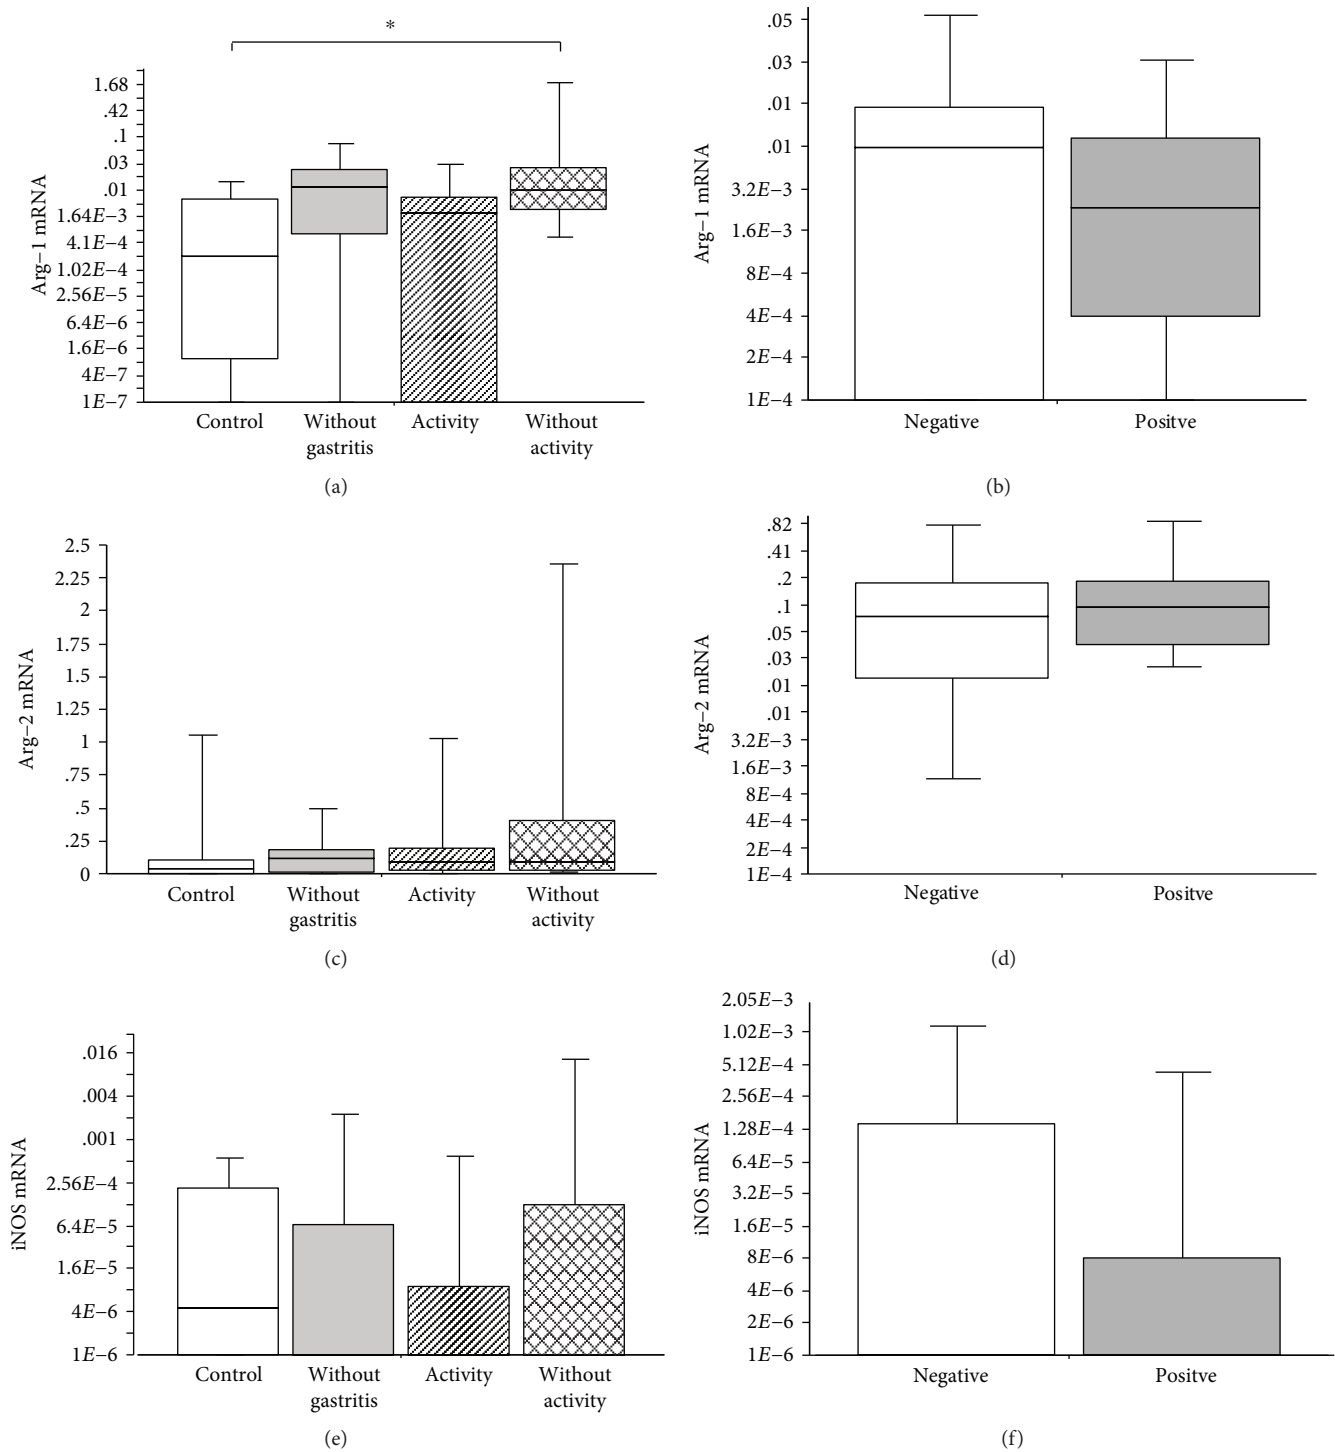 *
Arg−1 mRNA
1.68
.42
.1
.03
.01
1.64E−3
4.1E−4
1.02E−4
2.56E−5
6.4E−6
1.6E−6
4E−7
1E−7
Control
Without
gastritis
Activity
Without
activity
(a)
Arg−1 mRNA
.05
.03
.01
.01
3.2E−3
1.6E−3
8E−4
4E−4
2E−4
1E−4
Negative
Positve
(b)
Arg−2 mRNA
2.5
2.25
2
1.75
1.5
1.25
1
.75
.5
.25
0
Control
Without
gastritis
Activity
Without
activity
(c)
Arg−2 mRNA
.82
.41
.2
.1
.05
.03
.01
.01
3.2E−3
1.6E−3
8E−4
4E−4
2E−4
1E−4
Negative
Positve
(d)
iNOS mRNA
.016
.004
.001
2.56E−4
6.4E−5
1.6E−5
4E−6
1E−6
Control
Without
gastritis
Activity
Without
activity
(e)
iNOS mRNA
2.05E−3
1.02E−3
5.12E−4
2.56E−4
1.28E−4
6.4E−5
3.2E−5
1.6E−5
8E−6
4E−6
2E−6
1E−6
Negative
Positve
(f)